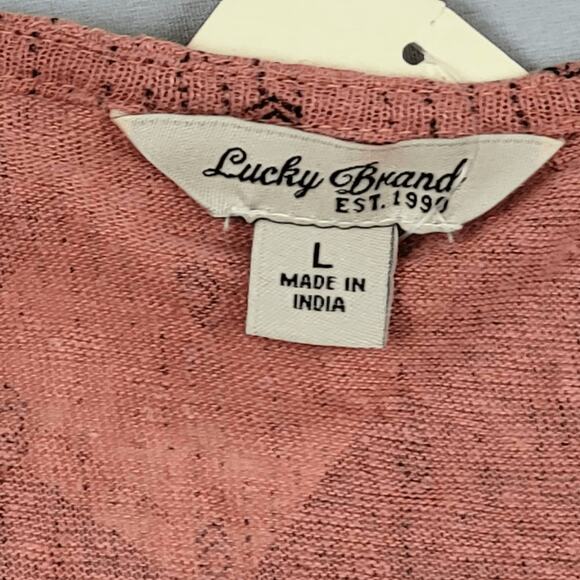 Lucky Brand
EST. 1990
L
MADE IN
INDIA